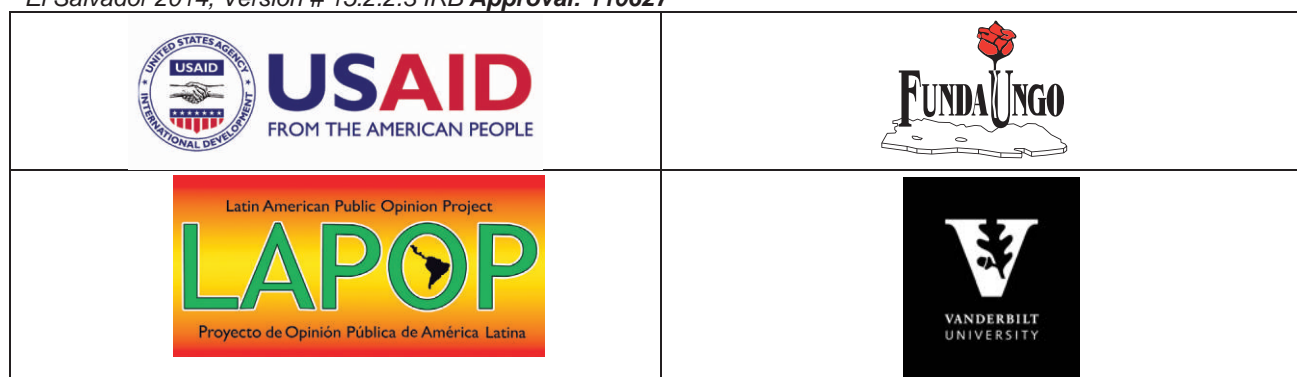 El Salvador 2014, Versión # 15.2.2.3 IRB Approval: 110627
UNITED STATES AGENCY
USAID
INTERNATIONAL DEVELOPMENT
USAID
FROM THE AMERICAN PEOPLE
FUNDAUNGO
Latin American Public Opinion Project
LAPOP
Proyecto de Opinión Pública de América Latina
V
VANDERBILT
UNIVERSITY